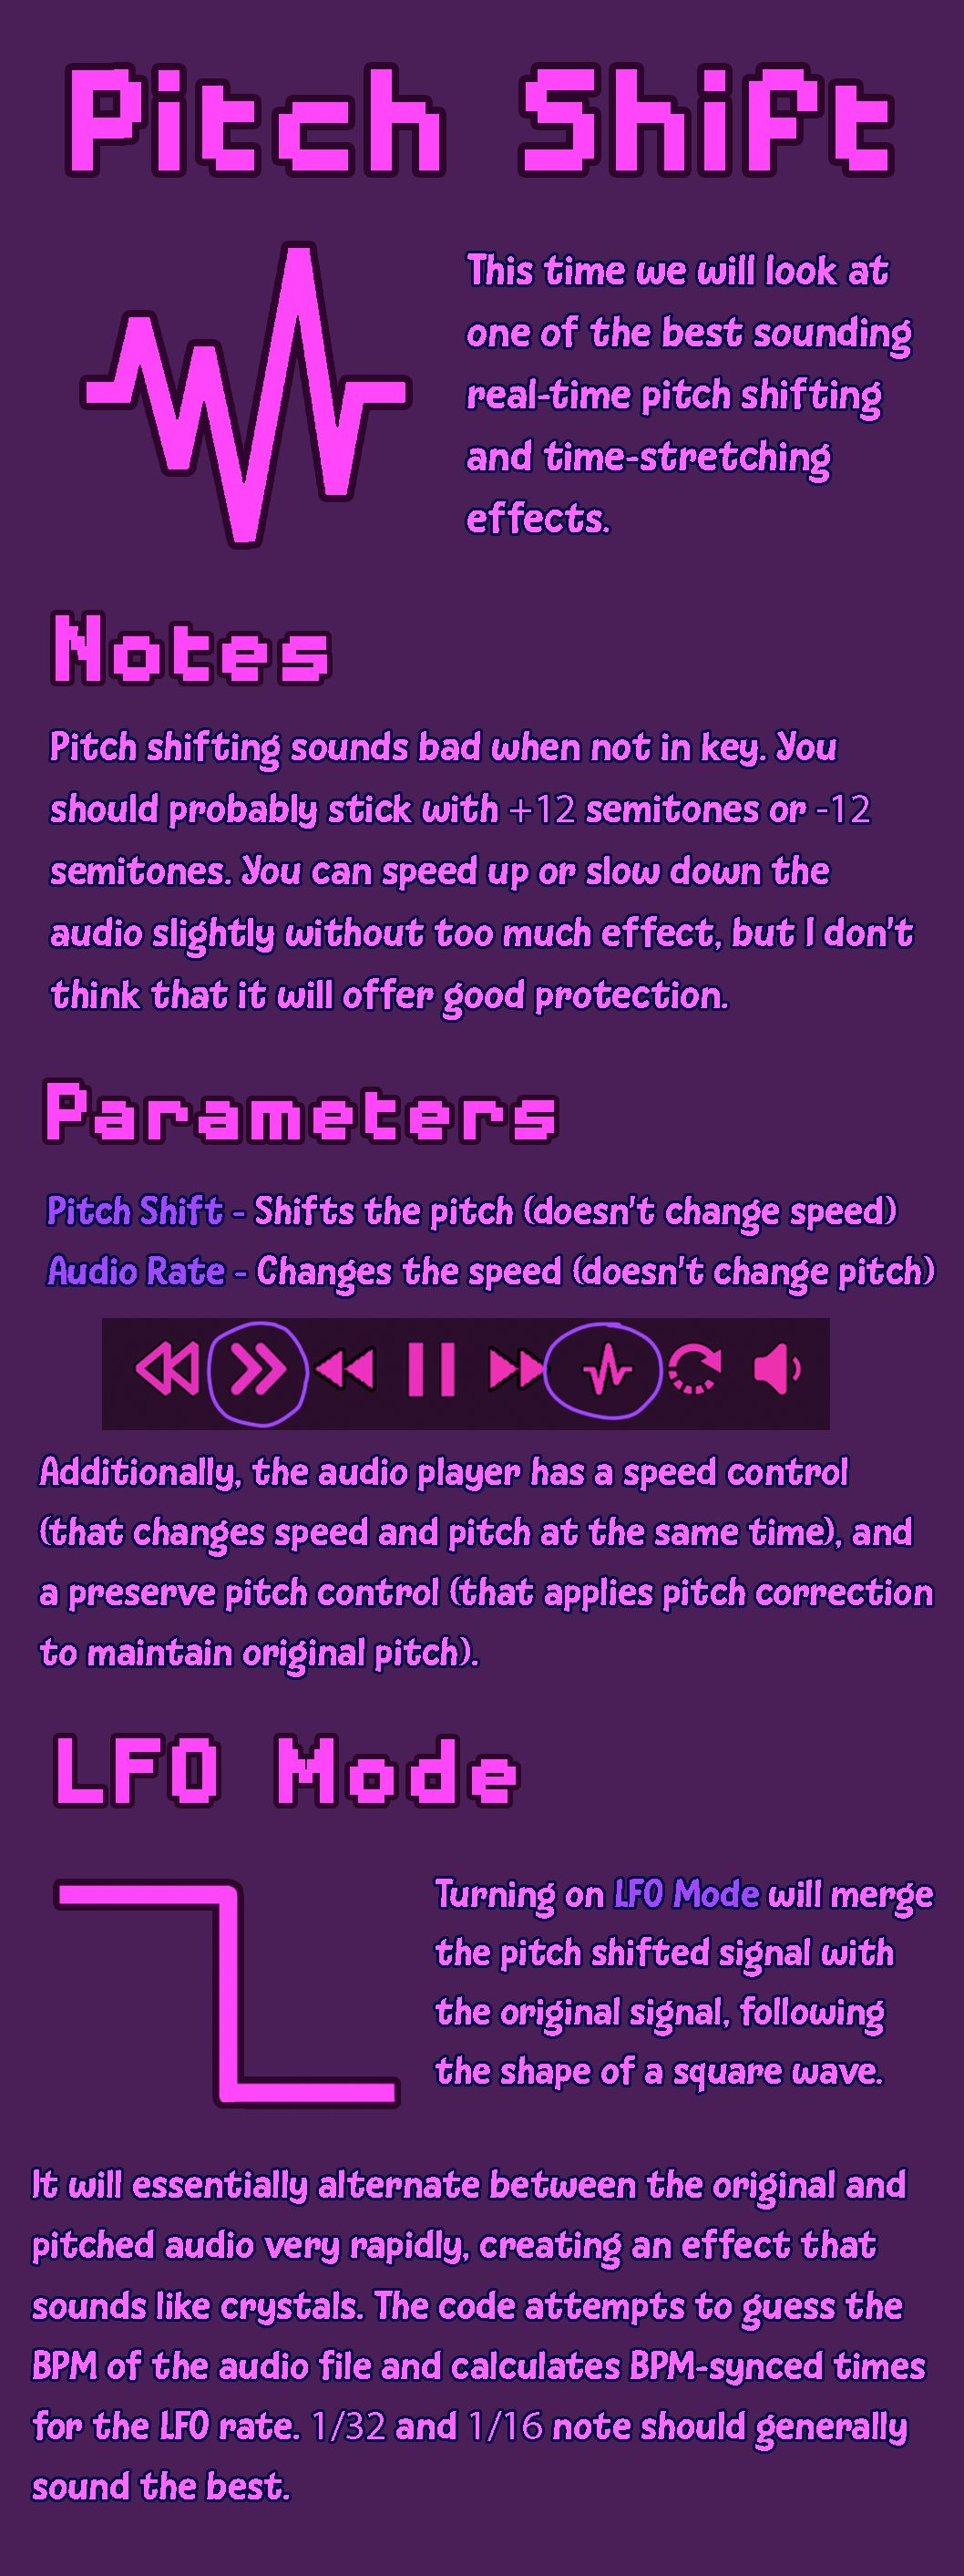 Pitch Shift
This time we will look at
one of the best sounding
real-time pitch shifting
and time-stretching
effects.
Notes
Pitch shifting sounds bad when not in key. You
should probably stick with +12 semitones or -12
semitones. You can speed up or slow down the
audio slightly without too much effect, but I don't
think that it will offer good protection.
Parameters
Pitch Shift - Shifts the pitch (doesn't change speed)
Audio Rate - Changes the speed (doesn't change pitch)
Additionally, the audio player has a speed control
(that changes speed and pitch at the same time), and
a preserve pitch control (that applies pitch correction
to maintain original pitch).
LFO Mode
Turning on LFO Mode will merge
the pitch shifted signal with
the original signal, following
the shape of a square wave.
It will essentially alternate between the original and
pitched audio very rapidly, creating an effect that
sounds like crystals. The code attempts to guess the
BPM of the audio file and calculates BPM-synced times
for the LFO rate. 1/32 and 1/16 note should generally
sound the best.